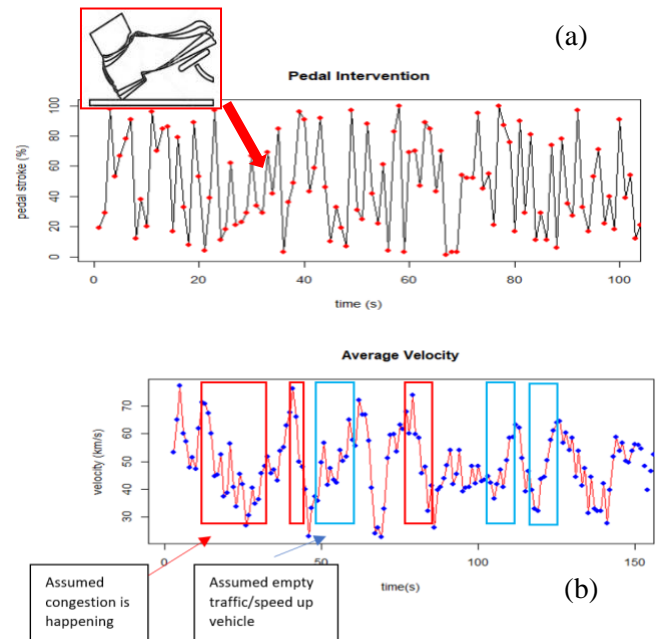 (a)
Pedal Intervention
pedal stroke (%)
0 20 40 60 80 100
0 20 40 60 80 100
time (s)
Average Velocity
velocity (km/s)
30 40 50 60 70
0 50 100 150
time(s)
(b)
Assumed
congestion is
happening
Assumed empty
traffic/speed up
vehicle